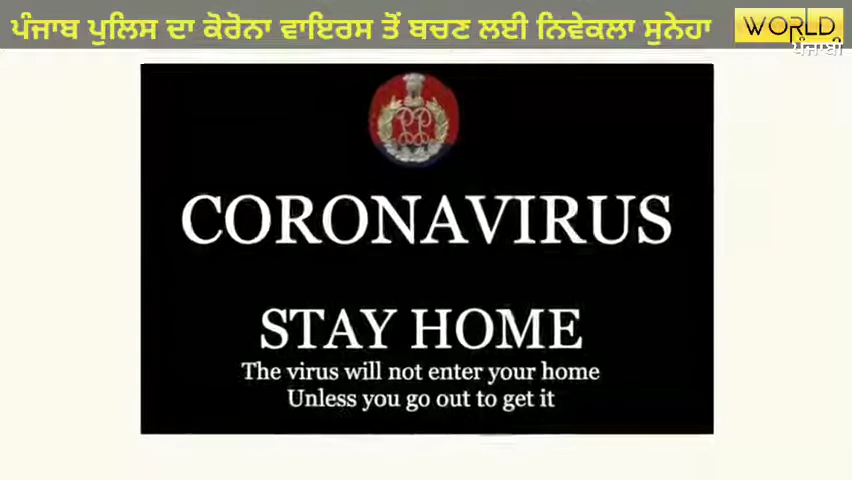 ਪੰਜਾਬ ਪੁਲਿਸ ਦਾ ਕੋਰੋਨਾ ਵਾਇਰਸ ਤੋਂ ਬਚਣ ਲਈ ਨਿਵੇਕਲਾ ਸੁਨੇਹਾ
WORLD
ਪੰਜਾਬੀ
PP
CORONAVIRUS
STAY HOME
The virus will not enter your home
Unless you go out to get it